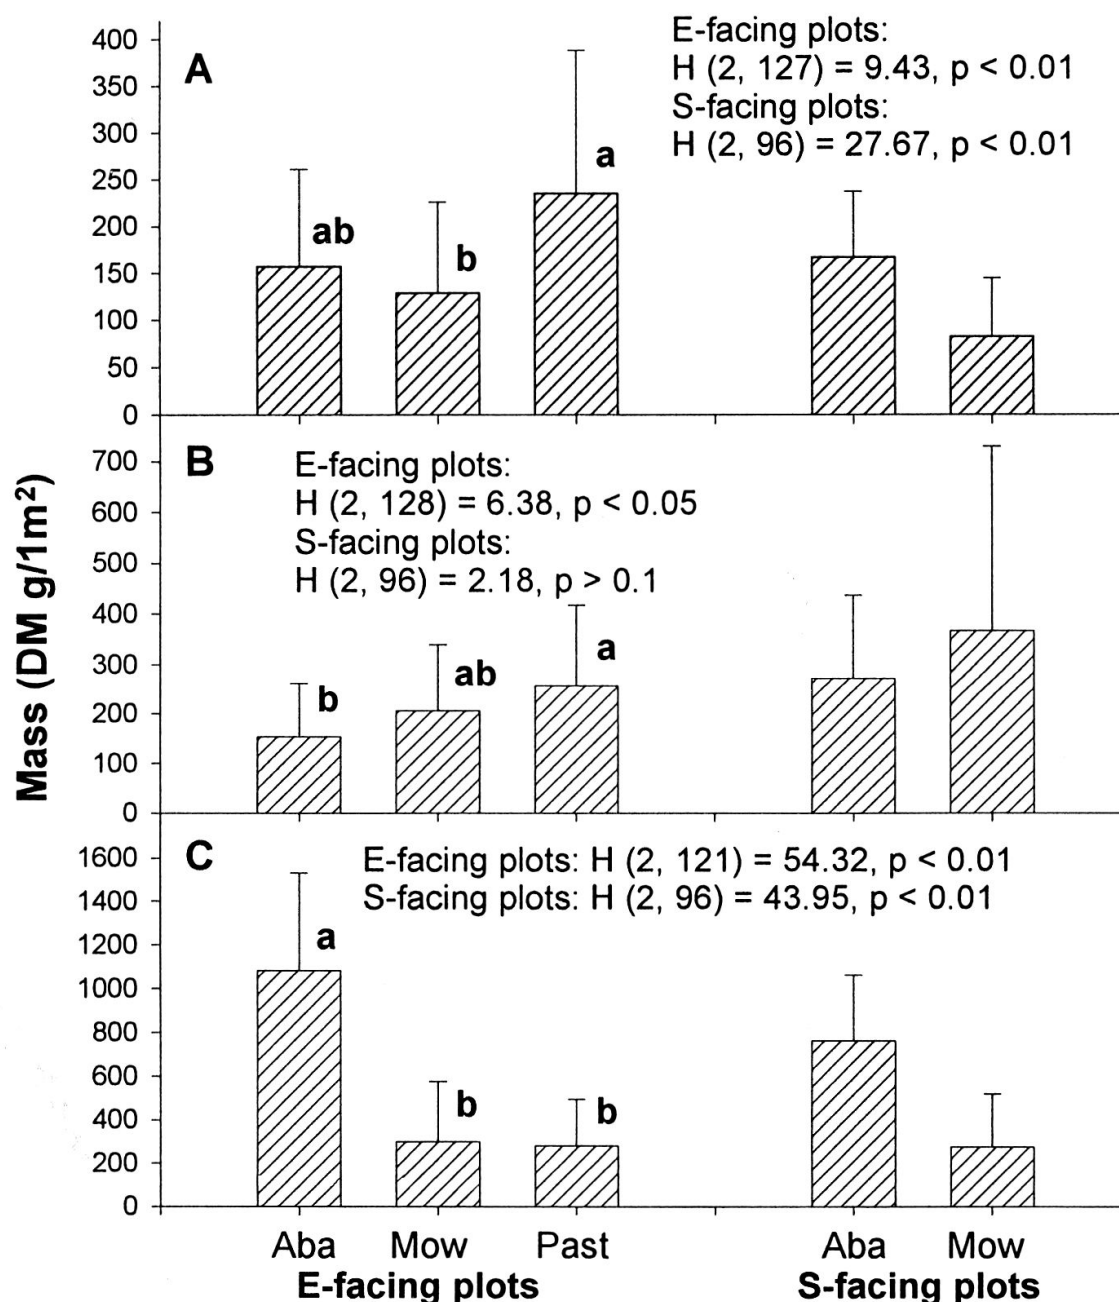 Mass (DM g/1m²)
A
400
350
300
250
200
150
100
50
0
E-facing plots:
H (2, 127) = 9.43, p < 0.01
S-facing plots:
H (2, 96) = 27.67, p < 0.01
ab
b
a
B
700
600
500
400
300
200
100
0
E-facing plots:
H (2, 128) = 6.38, p < 0.05
S-facing plots:
H (2, 96) = 2.18, p > 0.1
b
ab
a
C
1600
1400
1200
1000
800
600
400
200
0
E-facing plots: H (2, 121) = 54.32, p < 0.01
S-facing plots: H (2, 96) = 43.95, p < 0.01
a
b
b
Aba Mow Past Aba Mow
E-facing plots S-facing plots